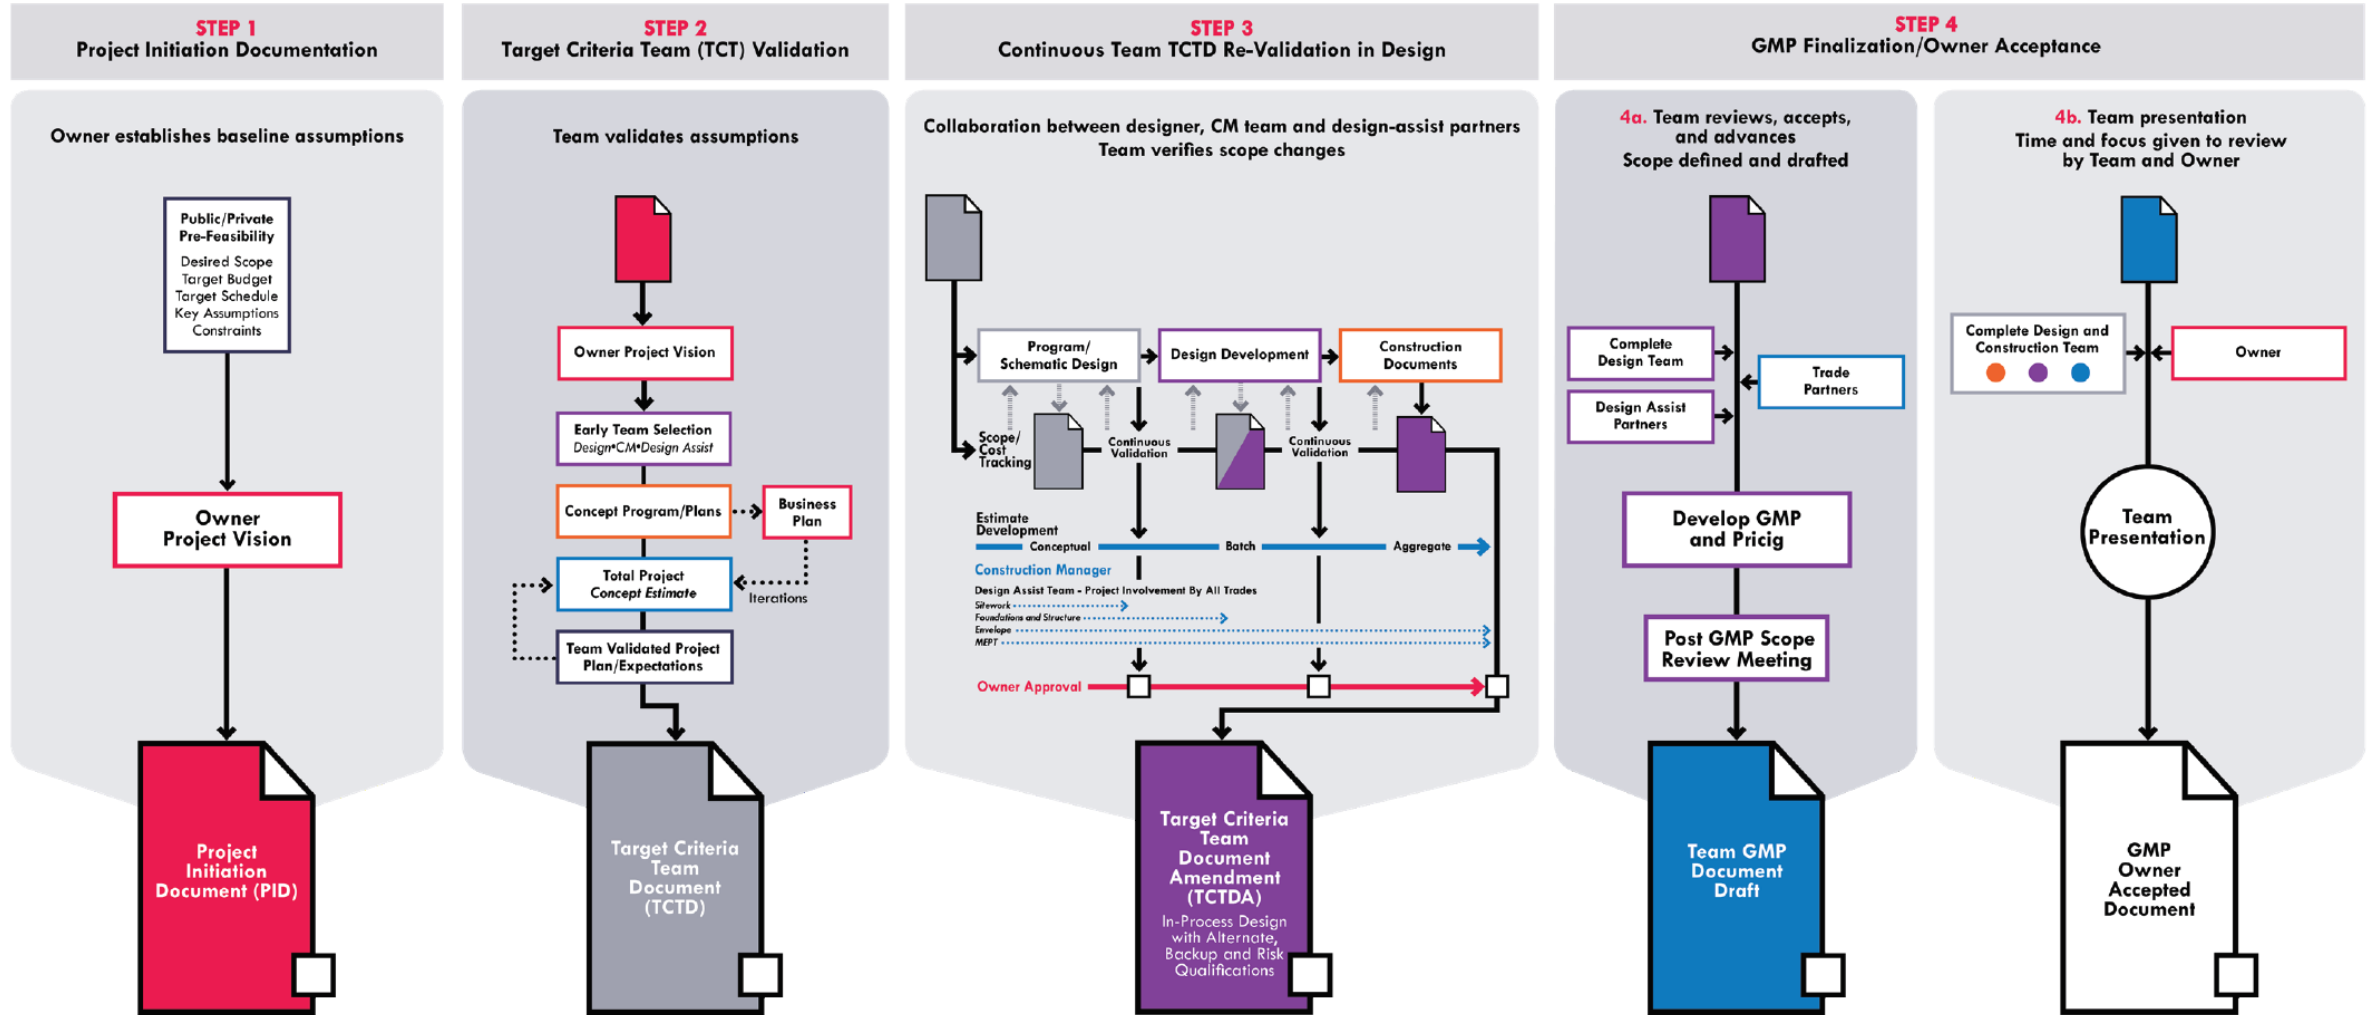 STEP 1
Project Initiation Documentation
Owner establishes baseline assumptions
Public/Private
Pre-Feasibility
Desired Scope
Target Budget
Target Schedule
Key Assumptions
Constraints
Owner
Project Vision
Project
Initiation
Document (PID)
STEP 2
Target Criteria Team (TCT) Validation
Team validates assumptions
Owner Project Vision
Early Team Selection
Design•CM•Design Assist
Concept Program/Plans
Business
Plan
Total Project
Concept Estimate
Iterations
Team Validated Project
Plan/Expectations
Target Criteria
Team
Document
(TCTD)
STEP 3
Continuous Team TCTD Re-Validation in Design
Collaboration between designer, CM team and design-assist partners
Team verifies scope changes
Program/
Schematic Design
Design Development
Construction
Documents
Scope/
Cost
Tracking
Continuous
Validation
Continuous
Validation
Estimate
Development
Conceptual
Batch
Aggregate
Construction Manager
Design Assist Team - Project Involvement By All Trades
Sitework
Foundations and Structure
Envelope
MEPT
Owner Approval
Target Criteria
Team
Document
Amendment
(TCTDA)
In-Process Design
with Alternate,
Backup and Risk
Qualifications
STEP 4
GMP Finalization/Owner Acceptance
4a. Team reviews, accepts,
and advances
Scope defined and drafted
Complete
Design Team
Trade
Partners
Design Assist
Partners
Develop GMP
and Pricig
Post GMP Scope
Review Meeting
Team GMP
Document
Draft
4b. Team presentation
Time and focus given to review
by Team and Owner
Complete Design and
Construction Team
Owner
Team
Presentation
GMP
Owner
Accepted
Document